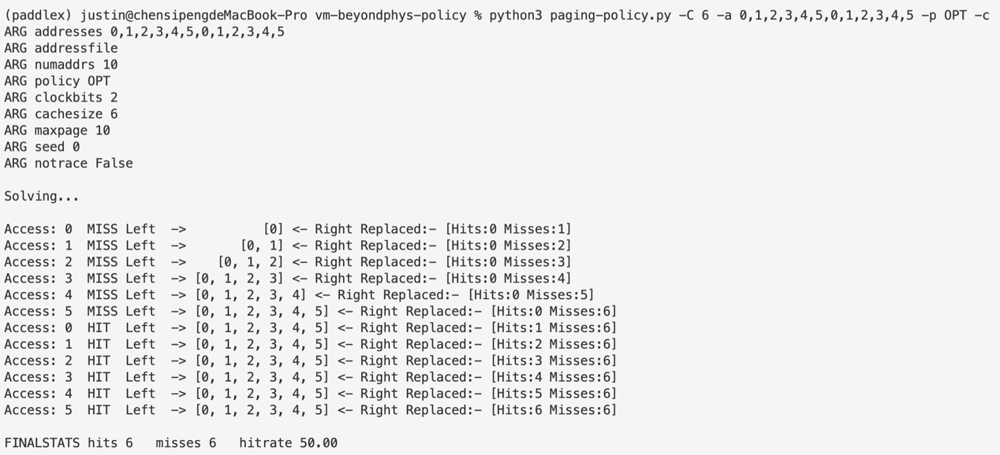 (paddlex) justin@chensipengdeMacBook-Pro vm-beyondphys-policy % python3 paging-policy.py -C 6 -a 0,1,2,3,4,5,0,1,2,3,4,5 -p OPT -c
ARG addresses 0,1,2,3,4,5,0,1,2,3,4,5
ARG addressfile
ARG numaddrs 10
ARG policy OPT
ARG clockbits 2
ARG cachesize 6
ARG maxpage 10
ARG seed 0
ARG notrace False

Solving...

Access: 0  MISS Left  ->          [0] <- Right Replaced:- [Hits:0 Misses:1]
Access: 1  MISS Left  ->       [0, 1] <- Right Replaced:- [Hits:0 Misses:2]
Access: 2  MISS Left  ->    [0, 1, 2] <- Right Replaced:- [Hits:0 Misses:3]
Access: 3  MISS Left  -> [0, 1, 2, 3] <- Right Replaced:- [Hits:0 Misses:4]
Access: 4  MISS Left  -> [0, 1, 2, 3, 4] <- Right Replaced:- [Hits:0 Misses:5]
Access: 5  MISS Left  -> [0, 1, 2, 3, 4, 5] <- Right Replaced:- [Hits:0 Misses:6]
Access: 0  HIT  Left  -> [0, 1, 2, 3, 4, 5] <- Right Replaced:- [Hits:1 Misses:6]
Access: 1  HIT  Left  -> [0, 1, 2, 3, 4, 5] <- Right Replaced:- [Hits:2 Misses:6]
Access: 2  HIT  Left  -> [0, 1, 2, 3, 4, 5] <- Right Replaced:- [Hits:3 Misses:6]
Access: 3  HIT  Left  -> [0, 1, 2, 3, 4, 5] <- Right Replaced:- [Hits:4 Misses:6]
Access: 4  HIT  Left  -> [0, 1, 2, 3, 4, 5] <- Right Replaced:- [Hits:5 Misses:6]
Access: 5  HIT  Left  -> [0, 1, 2, 3, 4, 5] <- Right Replaced:- [Hits:6 Misses:6]

FINALSTATS hits 6   misses 6   hitrate 50.00